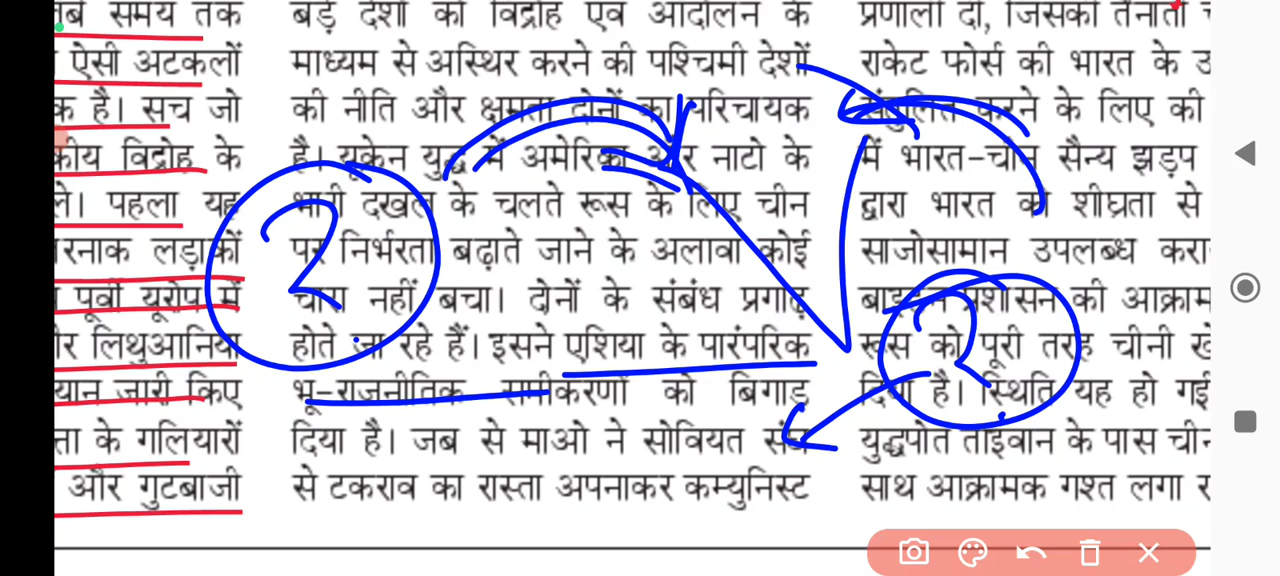 समय तक
ऐसी अटकलों
क है। सच जो
कीय विद्रोह के
ले। पहला यह
रनाक लड़ाकों
पूर्वी यूरोप में
र लिथुआनिया
यान जारी किए
ता के गलियारों
और गुटबाजी
बड़े देशों को विद्रोह एवं आंदोलन के
माध्यम से अस्थिर करने की पश्चिमी देशों
की नीति और क्षमता दोनों का परिचायक
है। यूक्रेन युद्ध में अमेरिका और नाटो के
भारी दखल के चलते रूस के लिए चीन
पर निर्भरता बढ़ाते जाने के अलावा कोई
चारा नहीं बचा। दोनों के संबंध प्रगाढ़
होते जा रहे हैं। इसने एशिया के पारंपरिक
भू-राजनीतिक समीकरणों को बिगाड़
दिया है। जब से माओ ने सोवियत संघ
से टकराव का रास्ता अपनाकर कम्युनिस्ट
प्रणाली दी, जिसकी तैनाती
राकेट फोर्स की भारत के उ
संतुलित करने के लिए की
में भारत-चीन सैन्य झड़प
द्वारा भारत को शीघ्रता से
साजोसामान उपलब्ध करा
बाइडन प्रशासन की आक्राम
रूस को पूरी तरह चीनी खे
दिया है। स्थिति यह हो गई
युद्धपोत ताईवान के पास चीन
साथ आक्रामक गश्त लगा र
2
2